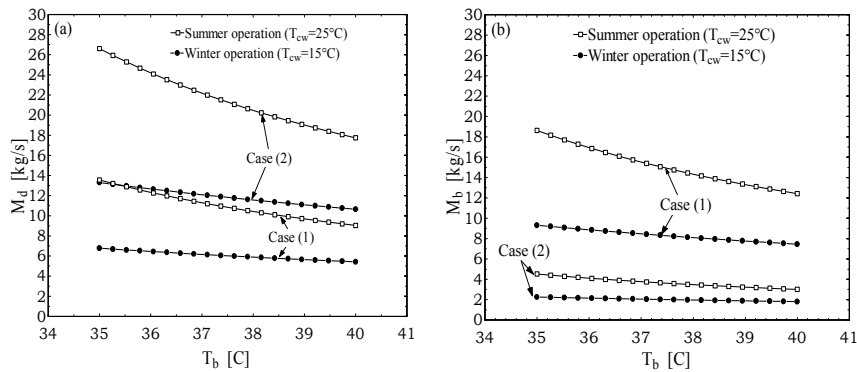 (a)
Summer operation (T_cw=25°C)
Winter operation (T_cw=15°C)
30
28
26
24
22
20
18
16
14
12
10
8
6
4
2
0
M_d [kg/s]
Case (2)
Case (1)
34 35 36 37 38 39 40 41
T_b [C]
(b)
Summer operation (T_cw=25°C)
Winter operation (T_cw=15°C)
30
28
26
24
22
20
18
16
14
12
10
8
6
4
2
0
M_b [kg/s]
Case (1)
Case (2)
34 35 36 37 38 39 40 41
T_b [C]